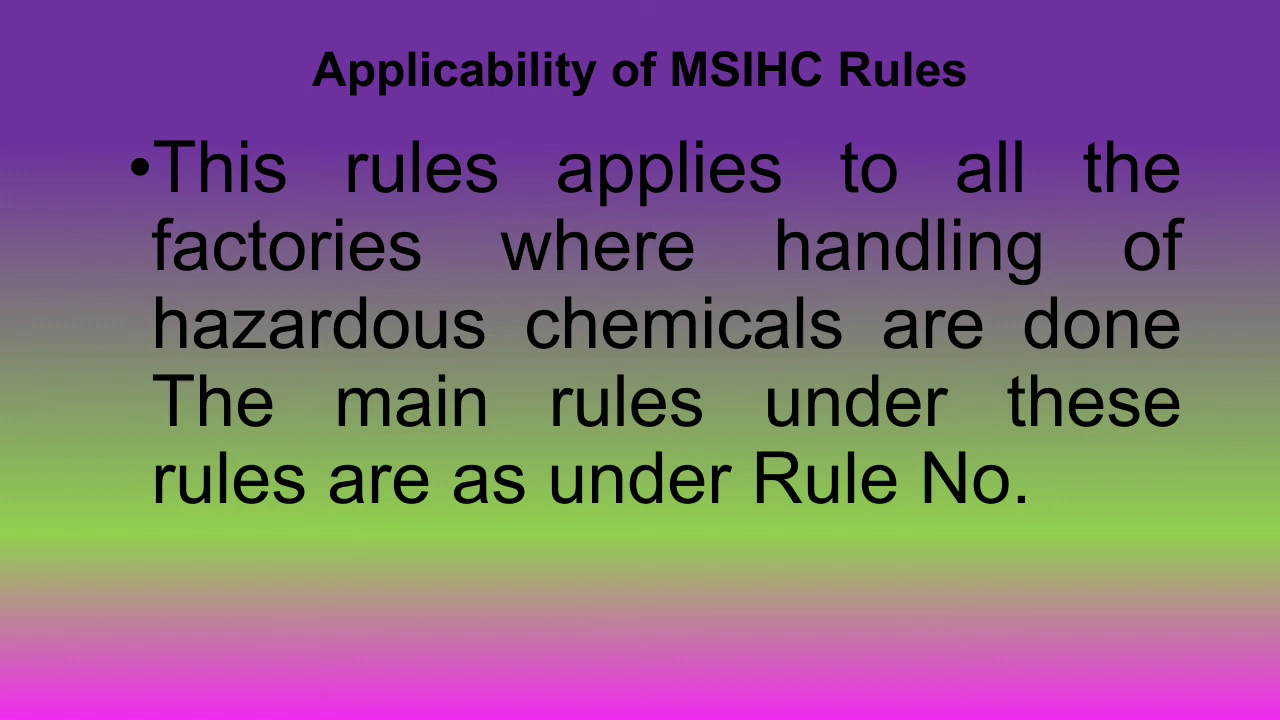 Applicability of MSIHC Rules
•This rules applies to all the
factories where handling of
hazardous chemicals are done
The main rules under these
rules are as under Rule No.